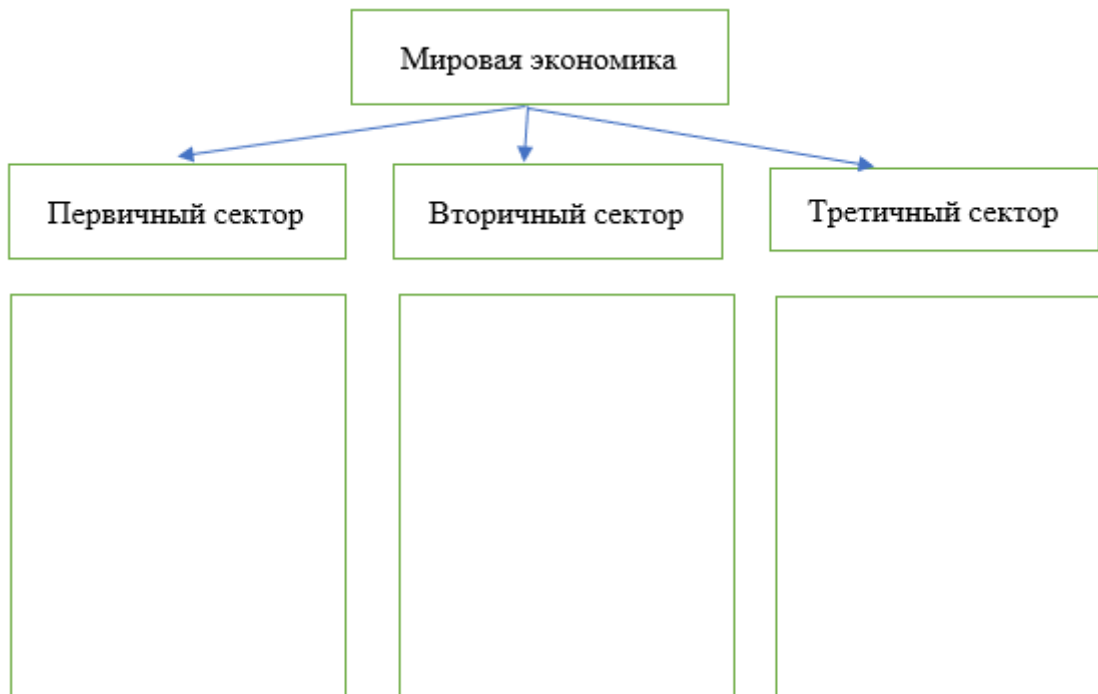 Мировая экономика
Первичный сектор
Вторичный сектор
Третичный сектор